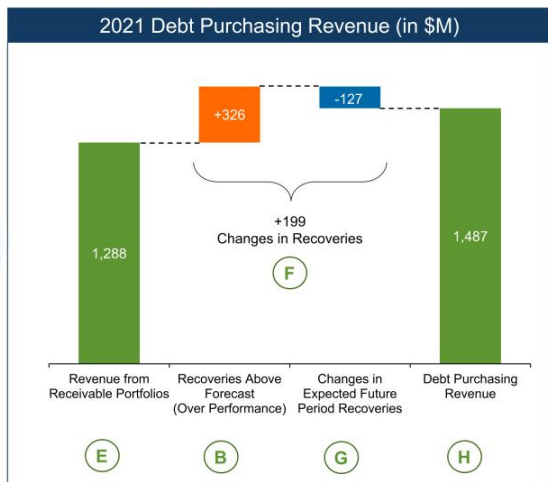 2021 Debt Purchasing Revenue (in $M)
+326
-127
+199
Changes in Recoveries
F
1,288
1,487
Revenue from
Receivable Portfolios
Recoveries Above
Forecast
(Over Performance)
Changes in
Expected Future
Period Recoveries
Debt Purchasing
Revenue
E
B
G
H